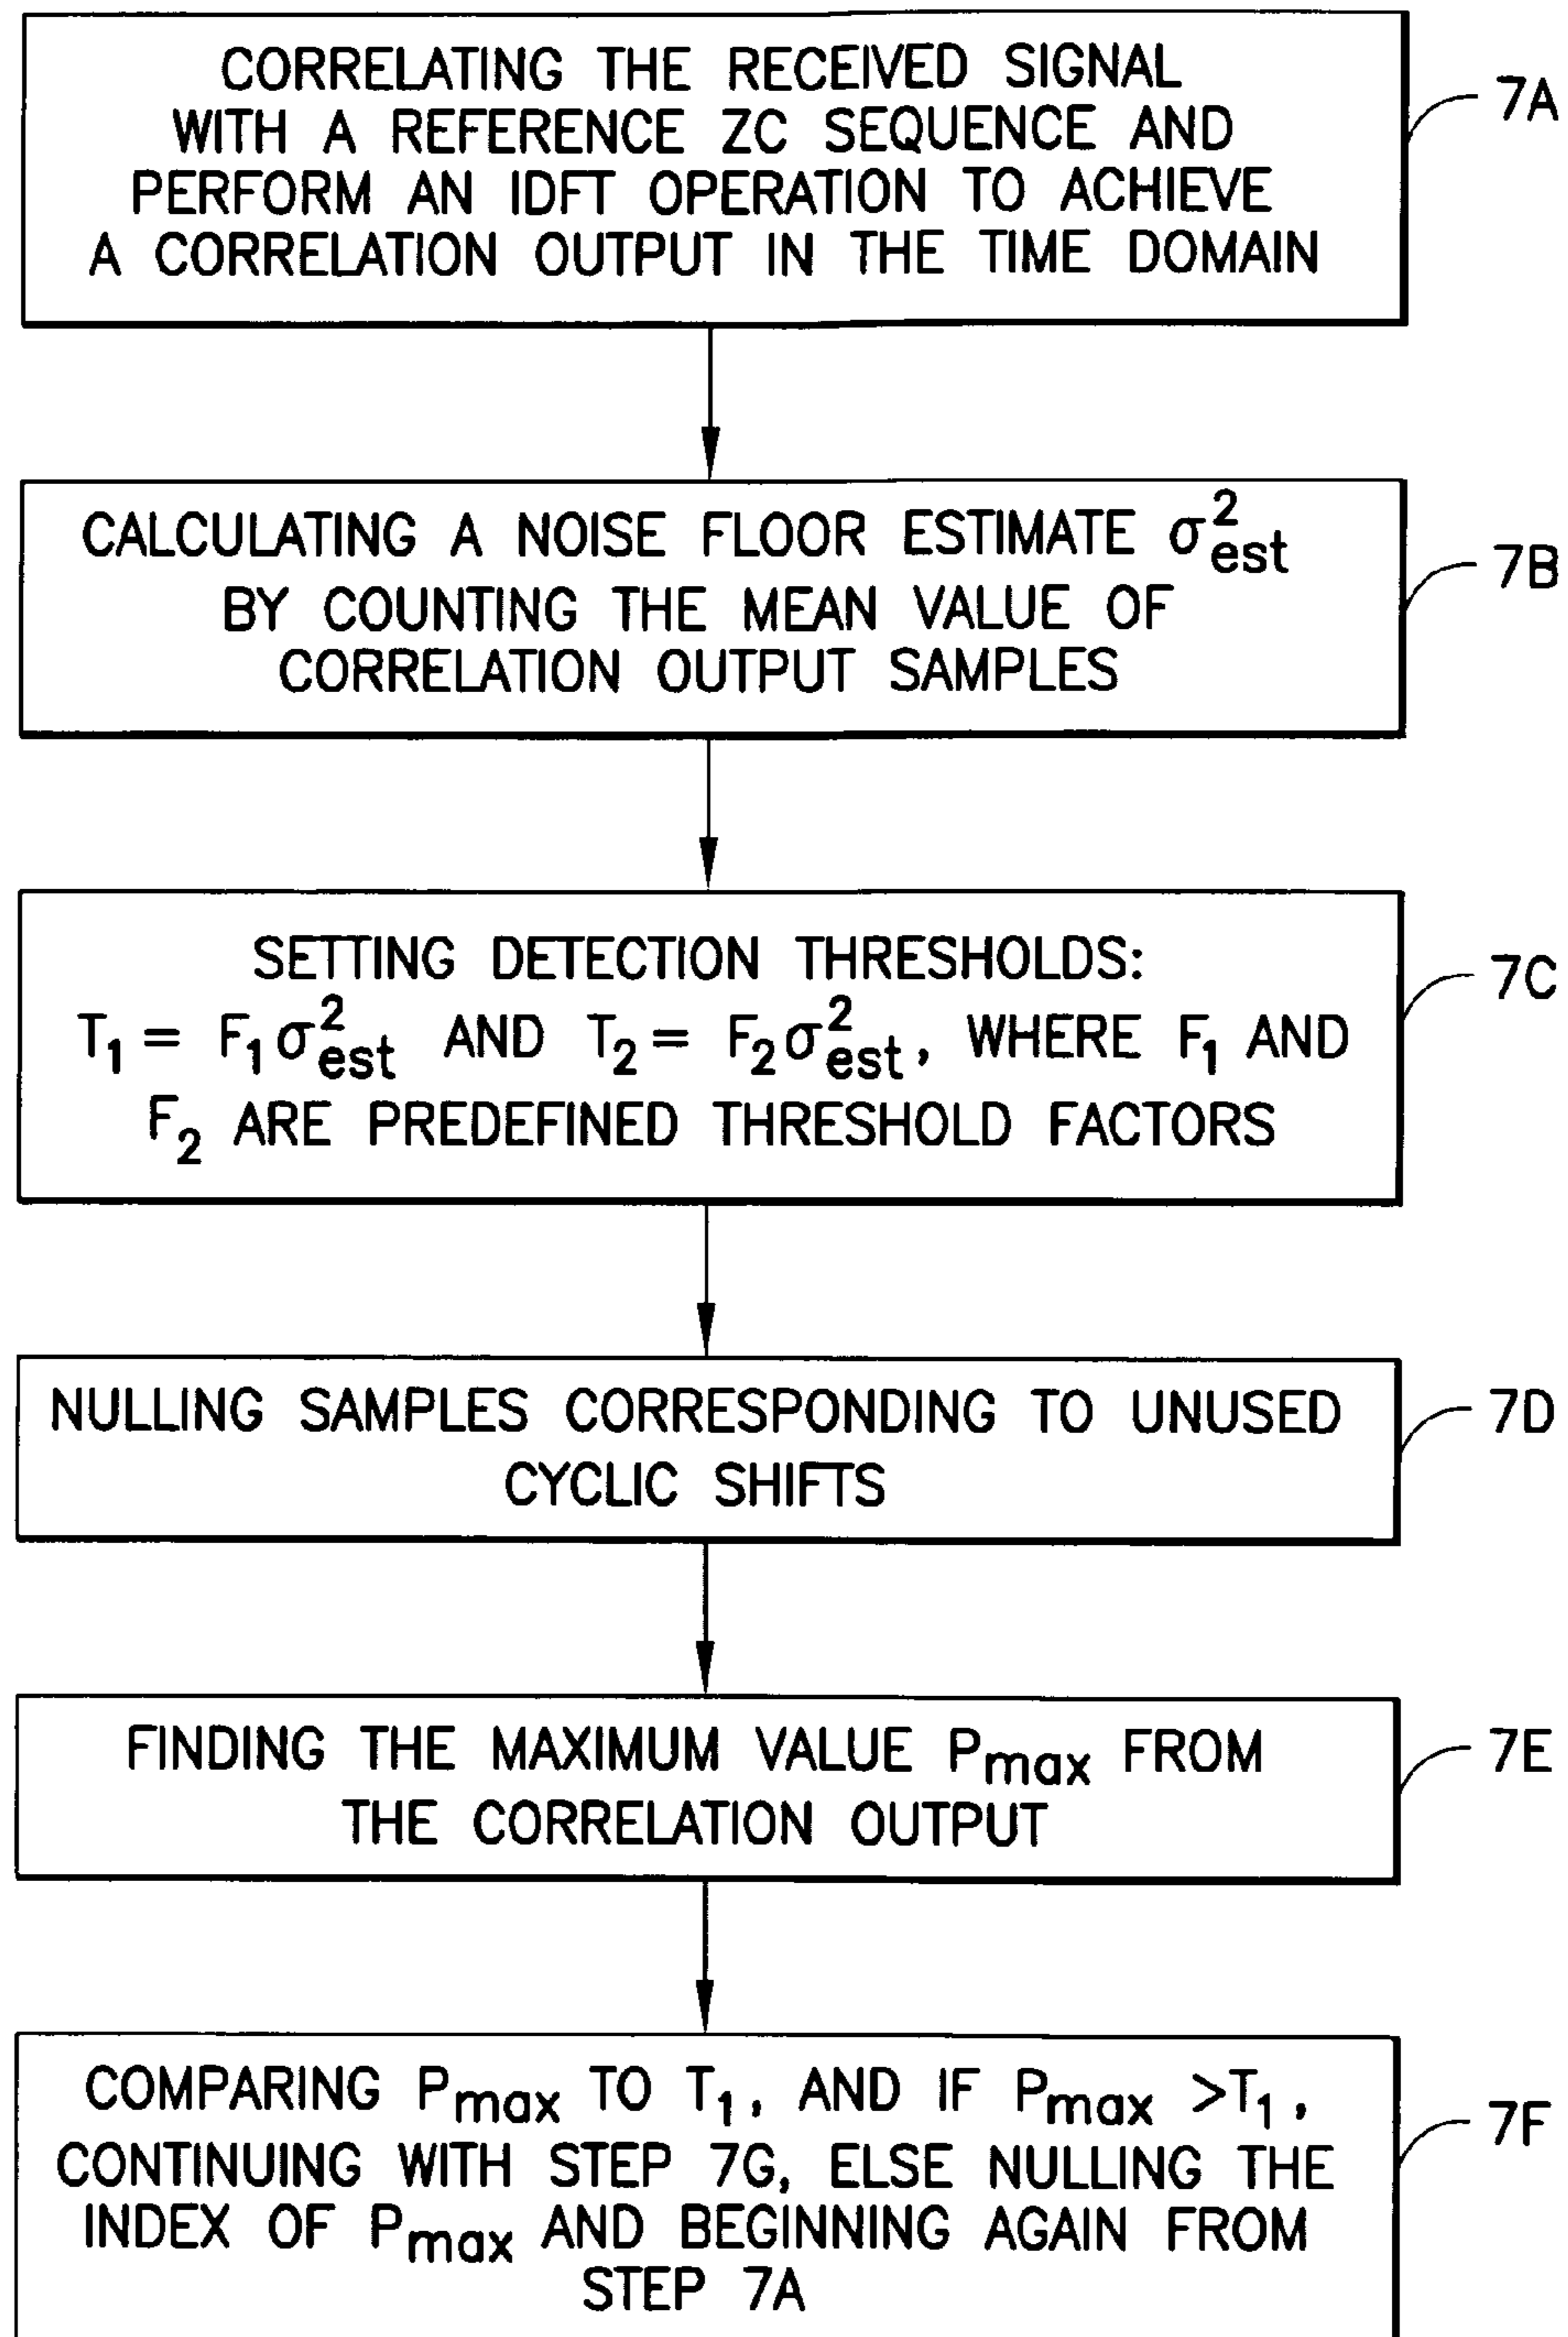 CORRELATING THE RECEIVED SIGNAL
WITH A REFERENCE ZC SEQUENCE AND
PERFORM AN IDFT OPERATION TO ACHIEVE
A CORRELATION OUTPUT IN THE TIME DOMAIN
7A
CALCULATING A NOISE FLOOR ESTIMATE σ²est
BY COUNTING THE MEAN VALUE OF
CORRELATION OUTPUT SAMPLES
7B
SETTING DETECTION THRESHOLDS:
T₁ = F₁σ²est AND T₂ = F₂σ²est, WHERE F₁ AND
F₂ ARE PREDEFINED THRESHOLD FACTORS
7C
NULLING SAMPLES CORRESPONDING TO UNUSED
CYCLIC SHIFTS
7D
FINDING THE MAXIMUM VALUE Pmax FROM
THE CORRELATION OUTPUT
7E
COMPARING Pmax TO T₁, AND IF Pmax >T₁,
CONTINUING WITH STEP 7G, ELSE NULLING THE
INDEX OF Pmax AND BEGINNING AGAIN FROM
STEP 7A
7F